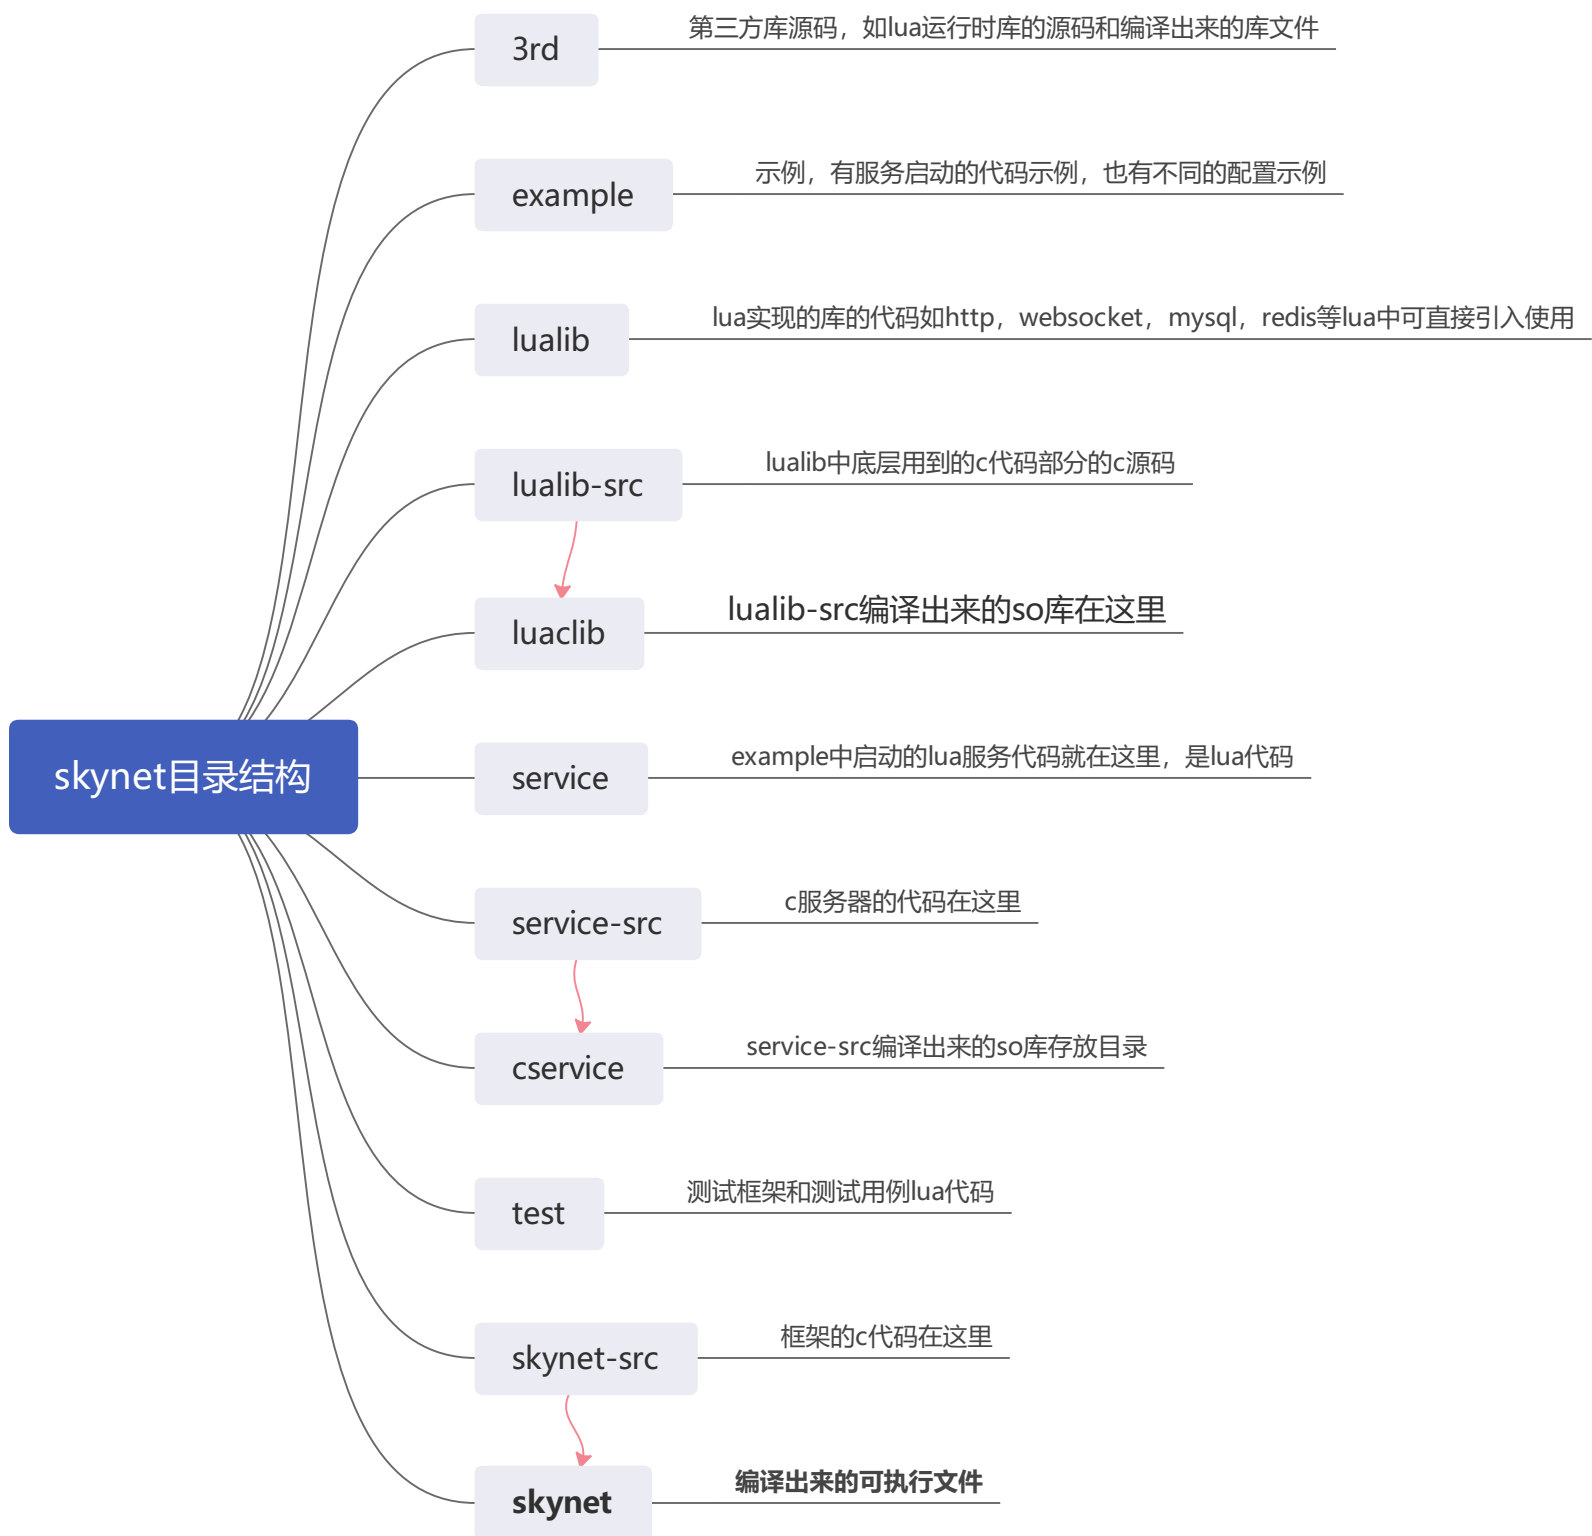 3rd
第三方库源码，如lua运行时库的源码和编译出来的库文件
example
示例，有服务启动的代码示例，也有不同的配置示例
lualib
lua实现的库的代码如http，websocket，mysql，redis等lua中可直接引入使用
lualib-src
lualib中底层用到的c代码部分的c源码
luaclib
lualib-src编译出来的so库在这里
skynet目录结构
service
example中启动的lua服务代码就在这里，是lua代码
service-src
c服务器的代码在这里
cservice
service-src编译出来的so库存放目录
test
测试框架和测试用例lua代码
skynet-src
框架的c代码在这里
skynet
编译出来的可执行文件